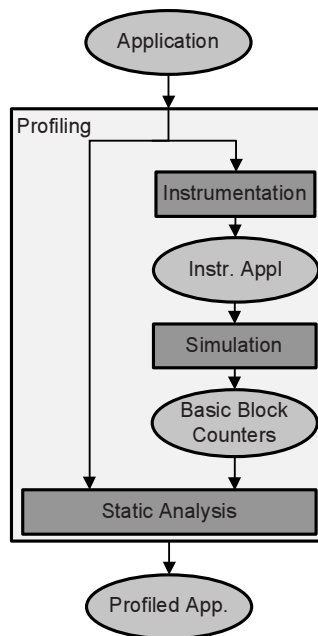 Application
Profiling
Instrumentation
Instr. Appl
Simulation
Basic Block
Counters
Static Analysis
Profiled App.